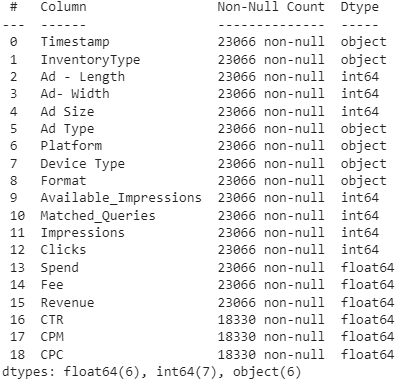 #   Column                 Non-Null Count  Dtype
---  ------                 --------------  -----
 0   Timestamp              23066 non-null  object
 1   InventoryType          23066 non-null  object
 2   Ad - Length            23066 non-null  int64
 3   Ad- Width              23066 non-null  int64
 4   Ad Size                23066 non-null  int64
 5   Ad Type                23066 non-null  object
 6   Platform               23066 non-null  object
 7   Device Type            23066 non-null  object
 8   Format                 23066 non-null  object
 9   Available_Impressions  23066 non-null  int64
 10  Matched_Queries        23066 non-null  int64
 11  Impressions            23066 non-null  int64
 12  Clicks                 23066 non-null  int64
 13  Spend                  23066 non-null  float64
 14  Fee                    23066 non-null  float64
 15  Revenue                23066 non-null  float64
 16  CTR                    18330 non-null  float64
 17  CPM                    18330 non-null  float64
 18  CPC                    18330 non-null  float64
dtypes: float64(6), int64(7), object(6)